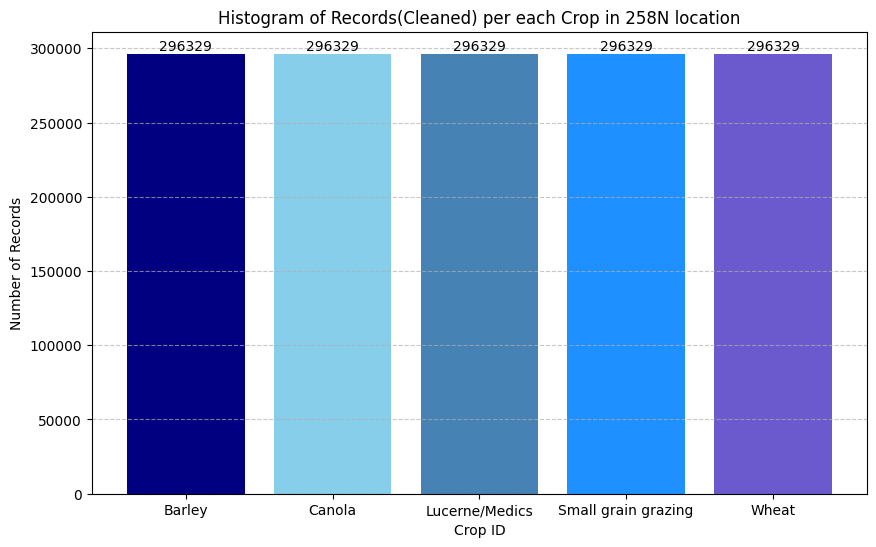 Histogram of Records(Cleaned) per each Crop in 258N location
Number of Records
300000
250000
200000
150000
100000
50000
0
296329 296329 296329 296329 296329
Barley Canola Lucerne/Medics Small grain grazing Wheat
Crop ID